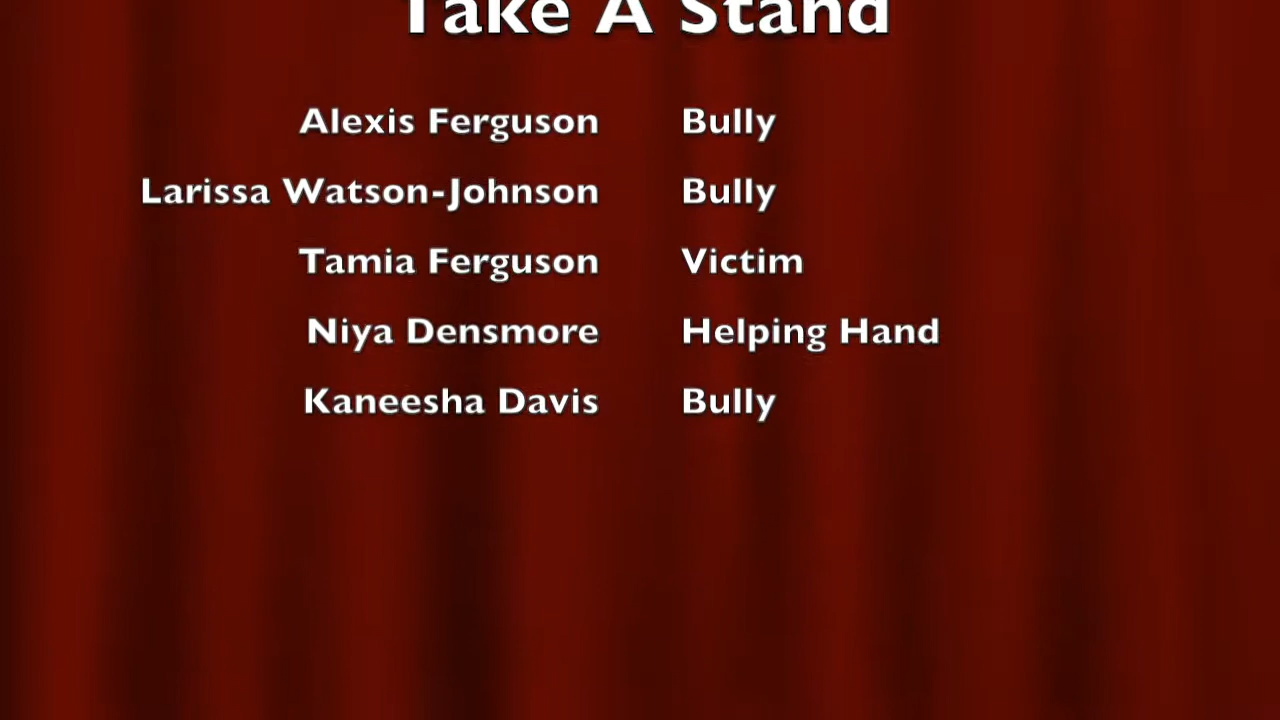 Take A Stand
Alexis Ferguson Bully
Larissa Watson-Johnson Bully
Tamia Ferguson Victim
Niya Densmore Helping Hand
Kaneesha Davis Bully